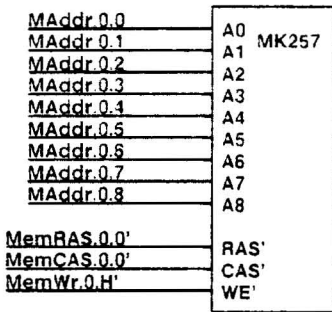 MAddr.0.0 A0 MK257
MAddr.0.1 A1
MAddr.0.2 A2
MAddr.0.3 A3
MAddr.0.4 A4
MAddr.0.5 A5
MAddr.0.6 A6
MAddr.0.7 A7
MAddr.0.8 A8
MemRAS.0.0' RAS'
MemCAS.0.0' CAS'
MemWr.0.H' WE'